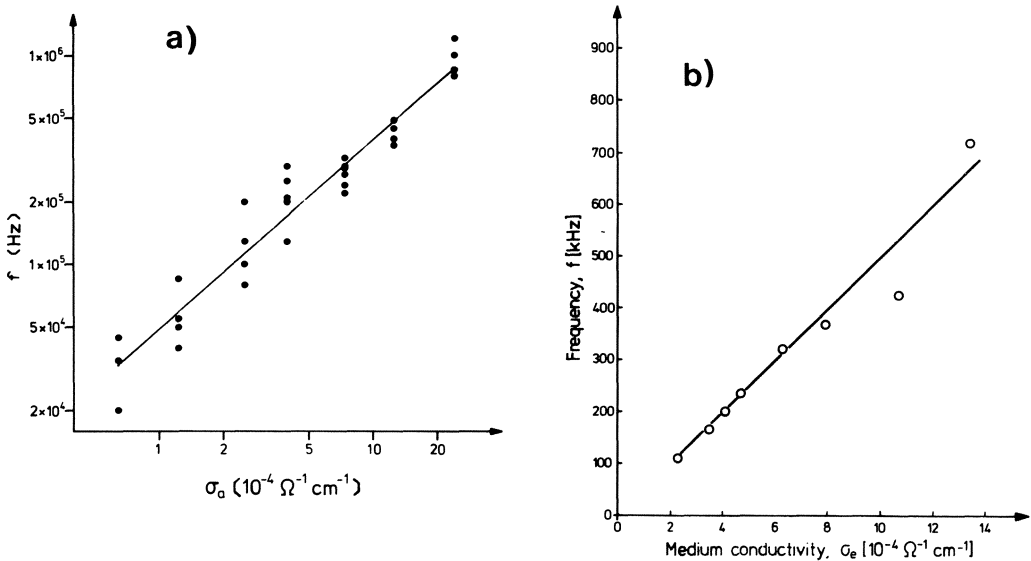 a)
1×10⁶
5×10⁵
2×10⁵
1×10⁵
5×10⁴
2×10⁴
f (Hz)
1 2 5 10 20
σₐ (10⁻⁴ Ω⁻¹ cm⁻¹)
b)
900
800
700
600
500
400
300
200
100
0
Frequency, f [kHz]
0 2 4 6 8 10 12 14
Medium conductivity, σₑ [10⁻⁴ Ω⁻¹ cm⁻¹]